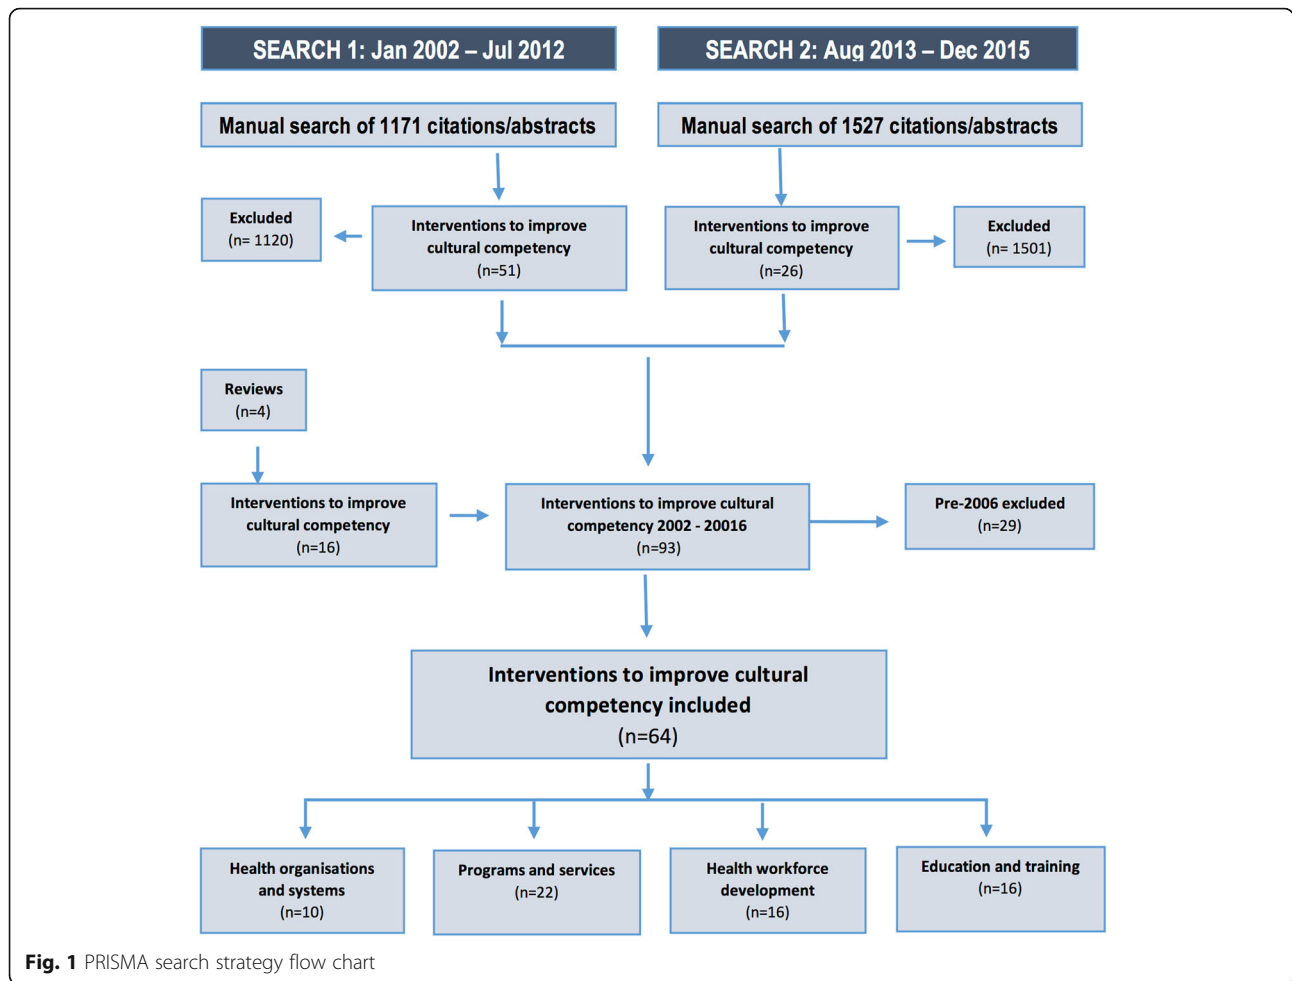 SEARCH 1: Jan 2002 – Jul 2012
SEARCH 2: Aug 2013 – Dec 2015
Manual search of 1171 citations/abstracts
Manual search of 1527 citations/abstracts
Excluded
(n= 1120)
Interventions to improve
cultural competency
(n=51)
Interventions to improve
cultural competency
(n=26)
Excluded
(n= 1501)
Reviews
(n=4)
Interventions to improve
cultural competency
(n=16)
Interventions to improve cultural
competency 2002 - 20016
(n=93)
Pre-2006 excluded
(n=29)
Interventions to improve cultural
competency included
(n=64)
Health organisations
and systems
(n=10)
Programs and services
(n=22)
Health workforce
development
(n=16)
Education and training
(n=16)
Fig. 1 PRISMA search strategy flow chart